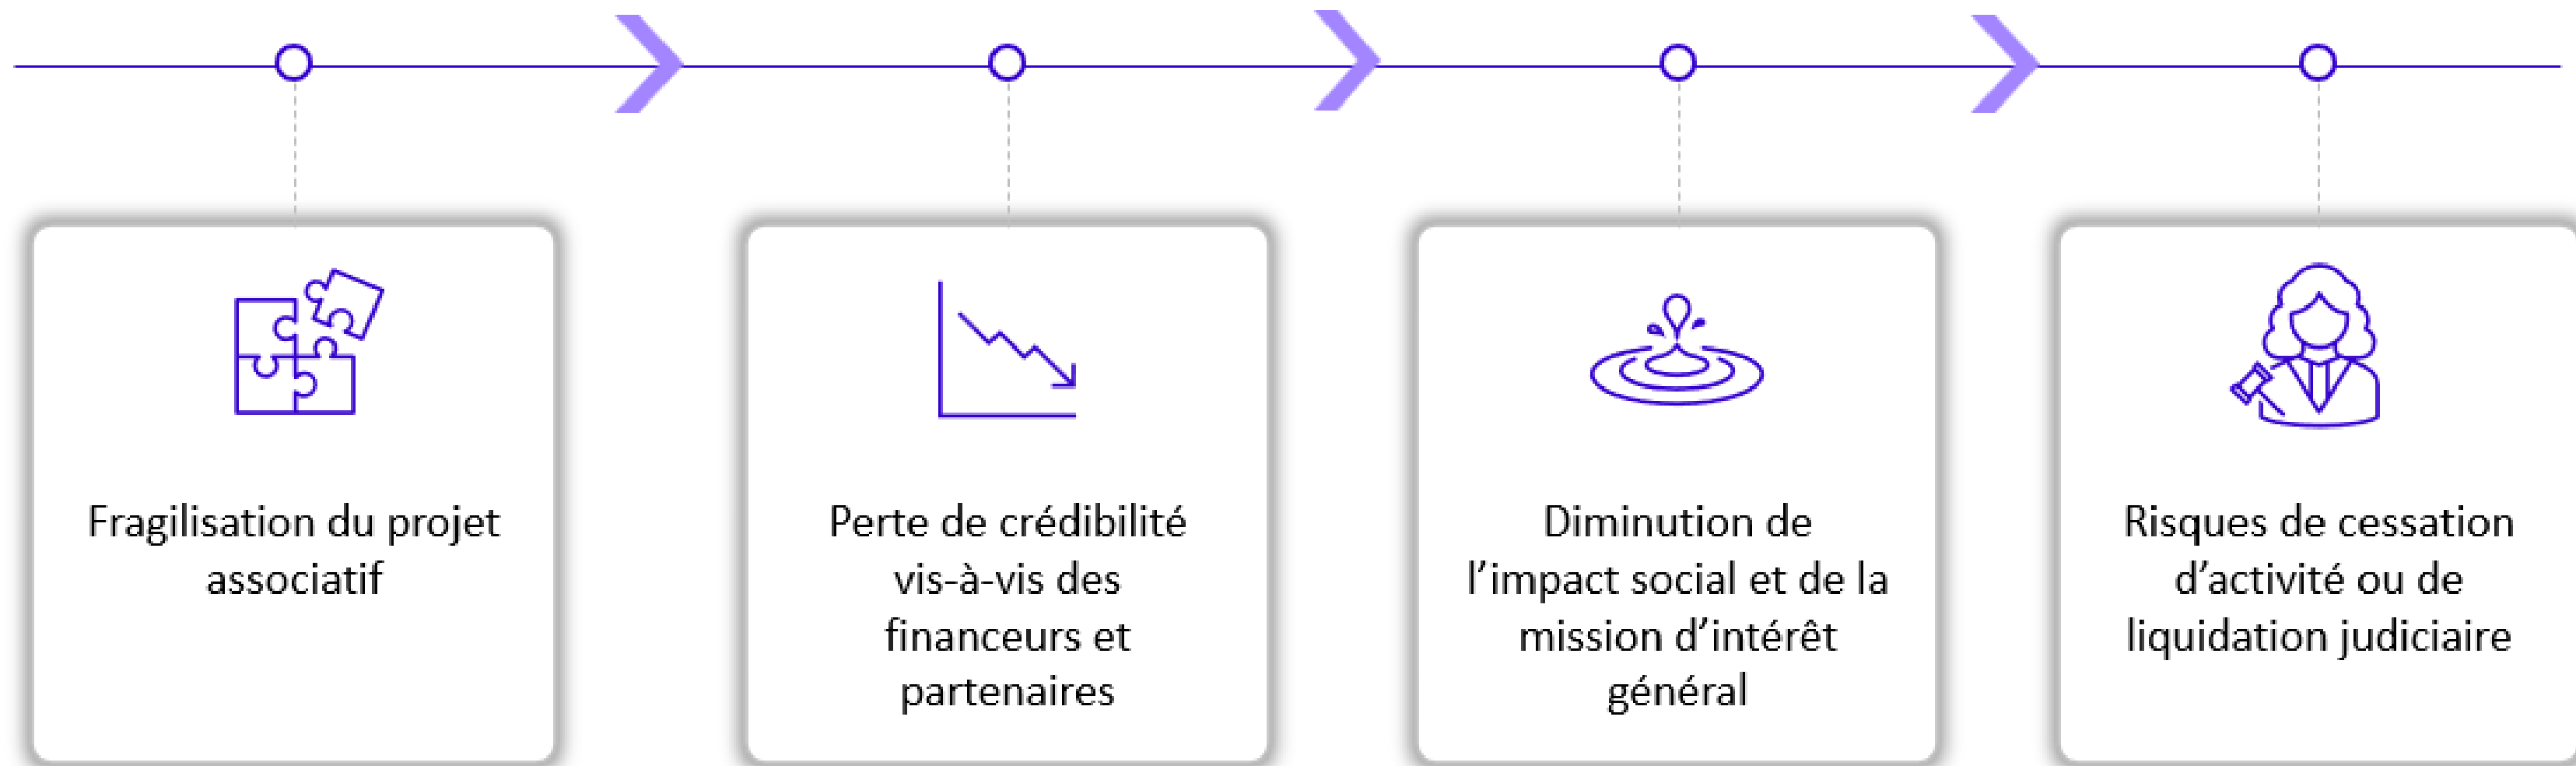 Fragilisation du projet
associatif
Perte de crédibilité
vis-à-vis des
financeurs et
partenaires
Diminution de
l’impact social et de la
mission d’intérêt
général
Risques de cessation
d’activité ou de
liquidation judiciaire